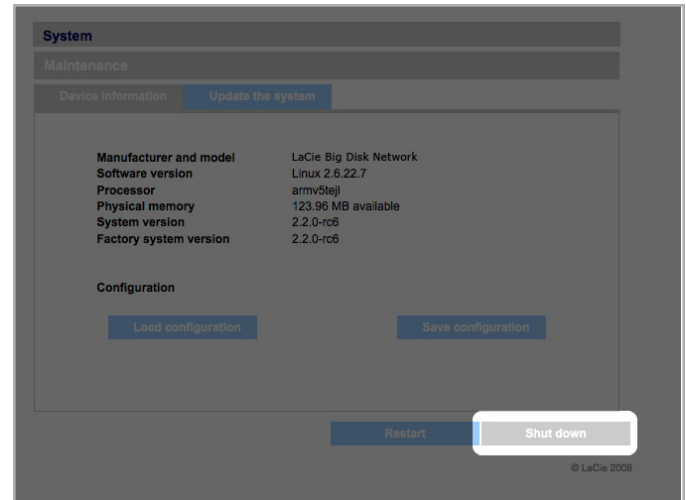 System
Maintenance
Device information Update the system
Manufacturer and model LaCie Big Disk Network
Software version Linux 2.6.22.7
Processor armv5tejl
Physical memory 123.96 MB available
System version 2.2.0-rc6
Factory system version 2.2.0-rc6
Configuration
Load configuration Save configuration
Restart Shut down
© LaCie 2008